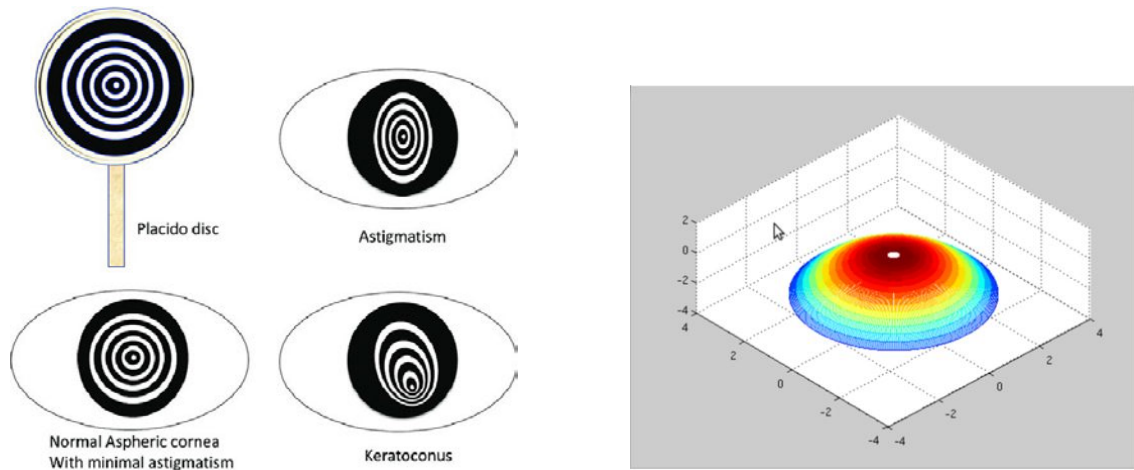 Placido disc
Astigmatism
Normal Aspheric cornea
With minimal astigmatism
Keratoconus
2
0
-2
-4
4
2
0
-2
-4
-4
-2
0
2
4